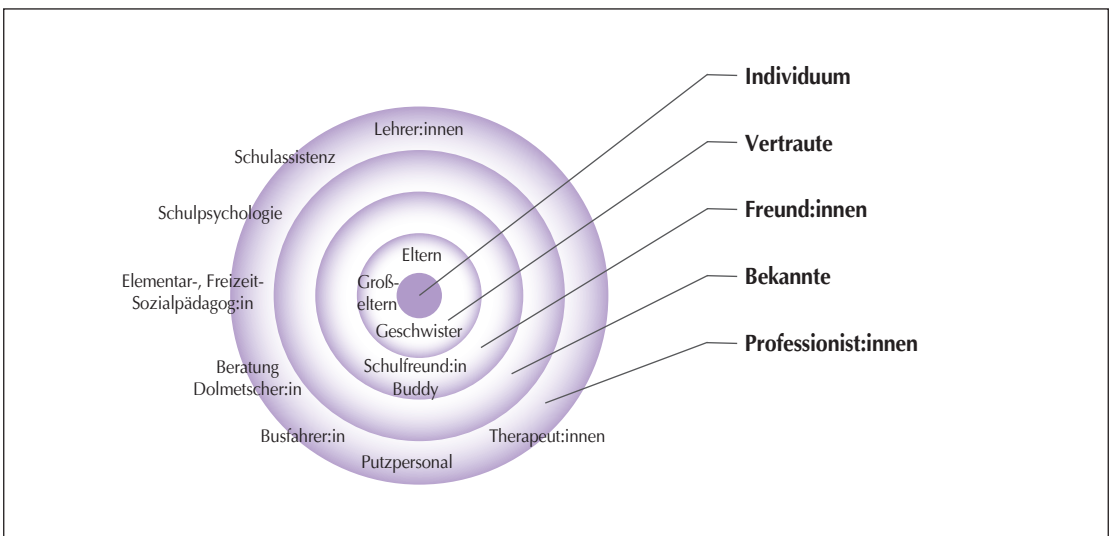 Individuum
Vertraute
Freund:innen
Bekannte
Professionist:innen
Lehrer:innen
Schulassistenz
Schulpsychologie
Elementar-, Freizeit-
Sozialpädagog:in
Beratung
Dolmetscher:in
Busfahrer:in
Putzpersonal
Therapeut:innen
Eltern
Groß-
eltern
Geschwister
Schulfreund:in
Buddy